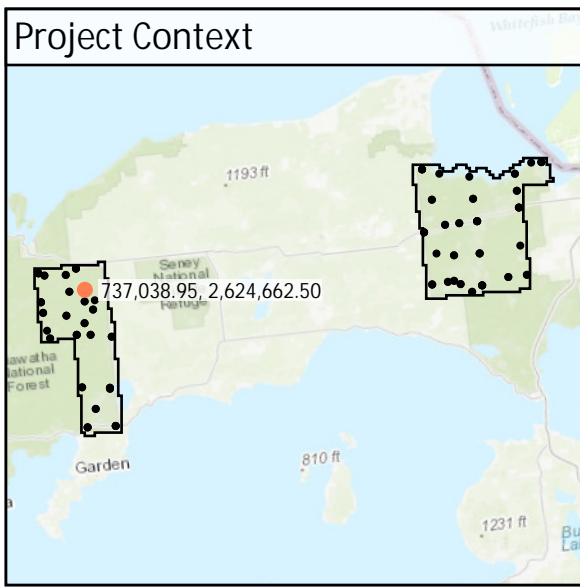 Project Context
Whitefish Bay
1193 ft
Seney
National
Refuge
737,038.95, 2,624,662.50
awatha
National
Forest
Garden
810 ft
1231 ft
Bu
La
a